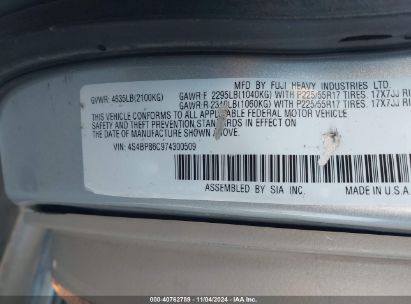 MFD BY FUJI HEAVY INDUSTRIES LTD.
GVWR: 4635LB(2100KG) GAWR:F 2295LB(1040KG) WITH P225/55R17 TIRES. 17X7JJ RI
GAWR:R 2340LB(1060KG) WITH P225/55R17 TIRES. 17X7JJ RI
THIS VEHICLE CONFORMS TO ALL APPLICABLE FEDERAL MOTOR VEHICLE
SAFETY AND THEFT PREVENTION STANDARDS IN EFFECT ON
THE DATE OF MANUFACTURE SHOWN ABOVE.
VIN: 4S4BP86C974300509
ASSEMBLED BY SIA INC. MADE IN U.S.A
40762789 - 11/04/2024 - IAA Inc.